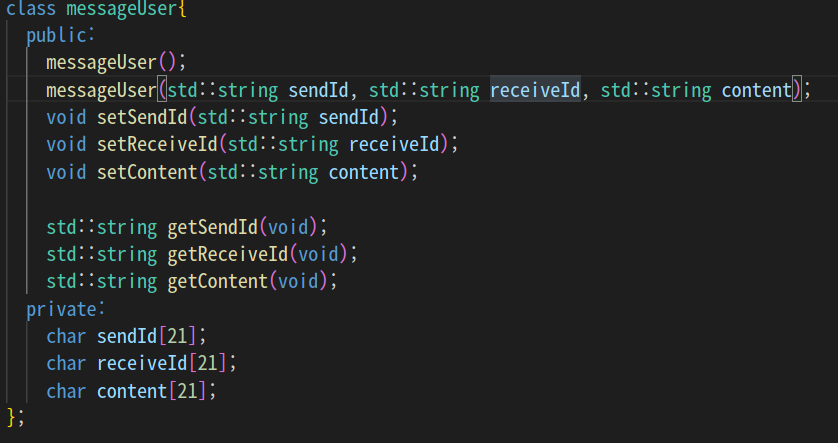 class messageUser{
public:
messageUser();
messageUser(std::string sendId, std::string receiveId, std::string content);
void setSendId(std::string sendId);
void setReceiveId(std::string receiveId);
void setContent(std::string content);
std::string getSendId(void);
std::string getReceiveId(void);
std::string getContent(void);
private:
char sendId[21];
char receiveId[21];
char content[21];
};